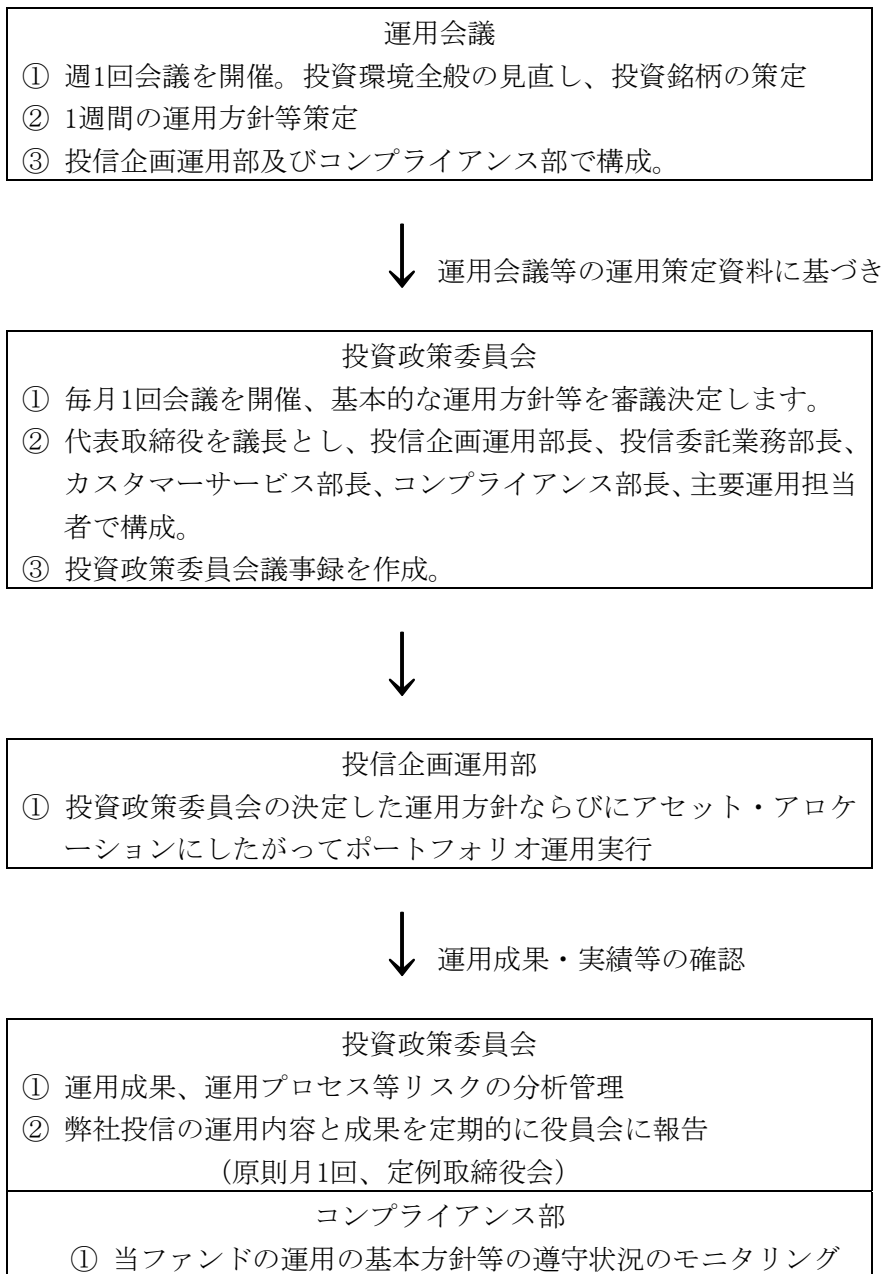 運用会議
① 週1回会議を開催。投資環境全般の見直し、投資銘柄の策定
② 1週間の運用方針等策定
③ 投信企画運用部及びコンプライアンス部で構成。
運用会議等の運用策定資料に基づき
投資政策委員会
① 毎月1回会議を開催、基本的な運用方針等を審議決定します。
② 代表取締役を議長とし、投信企画運用部長、投信委託業務部長、
カスタマーサービス部長、コンプライアンス部長、主要運用担当
者で構成。
③ 投資政策委員会議事録を作成。
投信企画運用部
① 投資政策委員会の決定した運用方針ならびにアセット・アロケ
ーションにしたがってポートフォリオ運用実行
運用成果・実績等の確認
投資政策委員会
① 運用成果、運用プロセス等リスクの分析管理
② 弊社投信の運用内容と成果を定期的に役員会に報告
（原則月1回、定例取締役会）
コンプライアンス部
① 当ファンドの運用の基本方針等の遵守状況のモニタリング